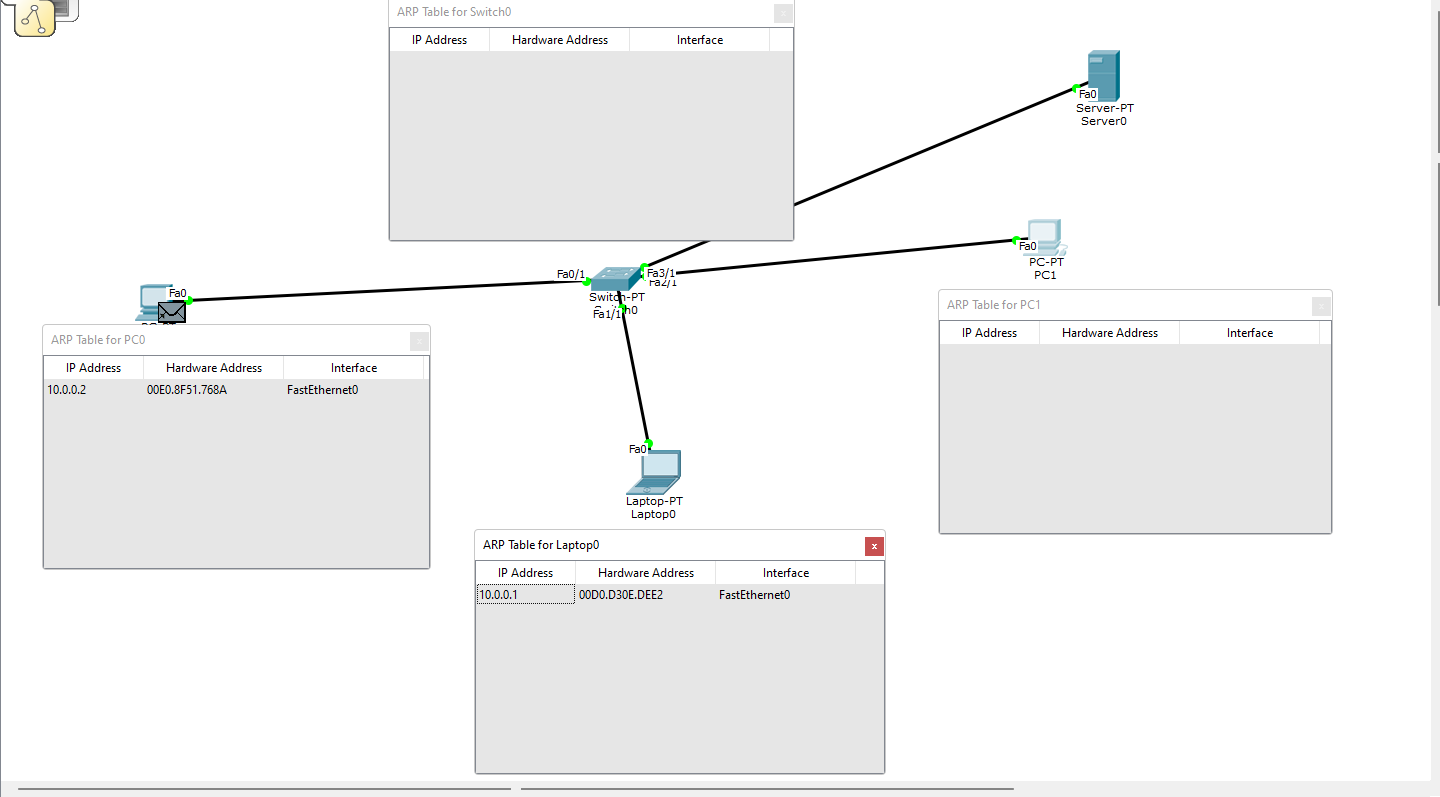 ARP Table for Switch0
IP Address Hardware Address Interface
Fa0
Server-PT
Server0
Fa0
PC-PT
PC1
Fa0/1
Fa3/1
Fa2/1
Switch-PT
Fa1/1
Fa0
ARP Table for PC0
IP Address Hardware Address Interface
10.0.0.2 00E0.8F51.768A FastEthernet0
ARP Table for PC1
IP Address Hardware Address Interface
Fa0
Laptop-PT
Laptop0
ARP Table for Laptop0
x
IP Address Hardware Address Interface
10.0.0.1 00D0.D30E.DEE2 FastEthernet0